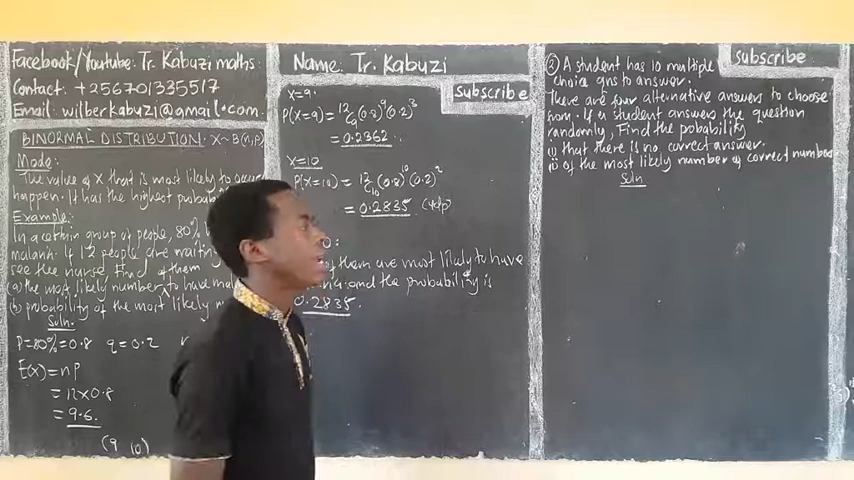 Facebook/Youtube: Tr. Kabuzi maths.
Contact: +256701335517
Email: wilberkabuzi@gmail.com
BINORMAL DISTRIBUTION. X~B(n,p)
Mode:
The value of X that is most likely to occur
happen. It has the highest
Example:
In a certain group of people, 80%
malaria. If 12 people are waiting
see the nurse. Find of them
(a) the most likely number to have
(b) probability of the most likely
Soln.
P=80%=0.8 q=0.2
E(x)=np
=12x0.8
=9.6.
(9 10)
Name: Tr. Kabuzi
Subscribe
X=9.
P(X=9) = 12C9 (0.8)^9 (0.2)^3
= 0.2362.
X=10
P(X=10) = 12C10 (0.8)^10 (0.2)^2
= 0.2835 (4dp)
of them are most likely to have
and the probability is
0.2835.
Subscribe
② A student has 10 multiple
choice qns to answer.
There are four alternative answers to choose
from. If a student answers the question
randomly, Find the probability
i) that there is no correct answer.
ii) of the most likely number of correct number
Soln